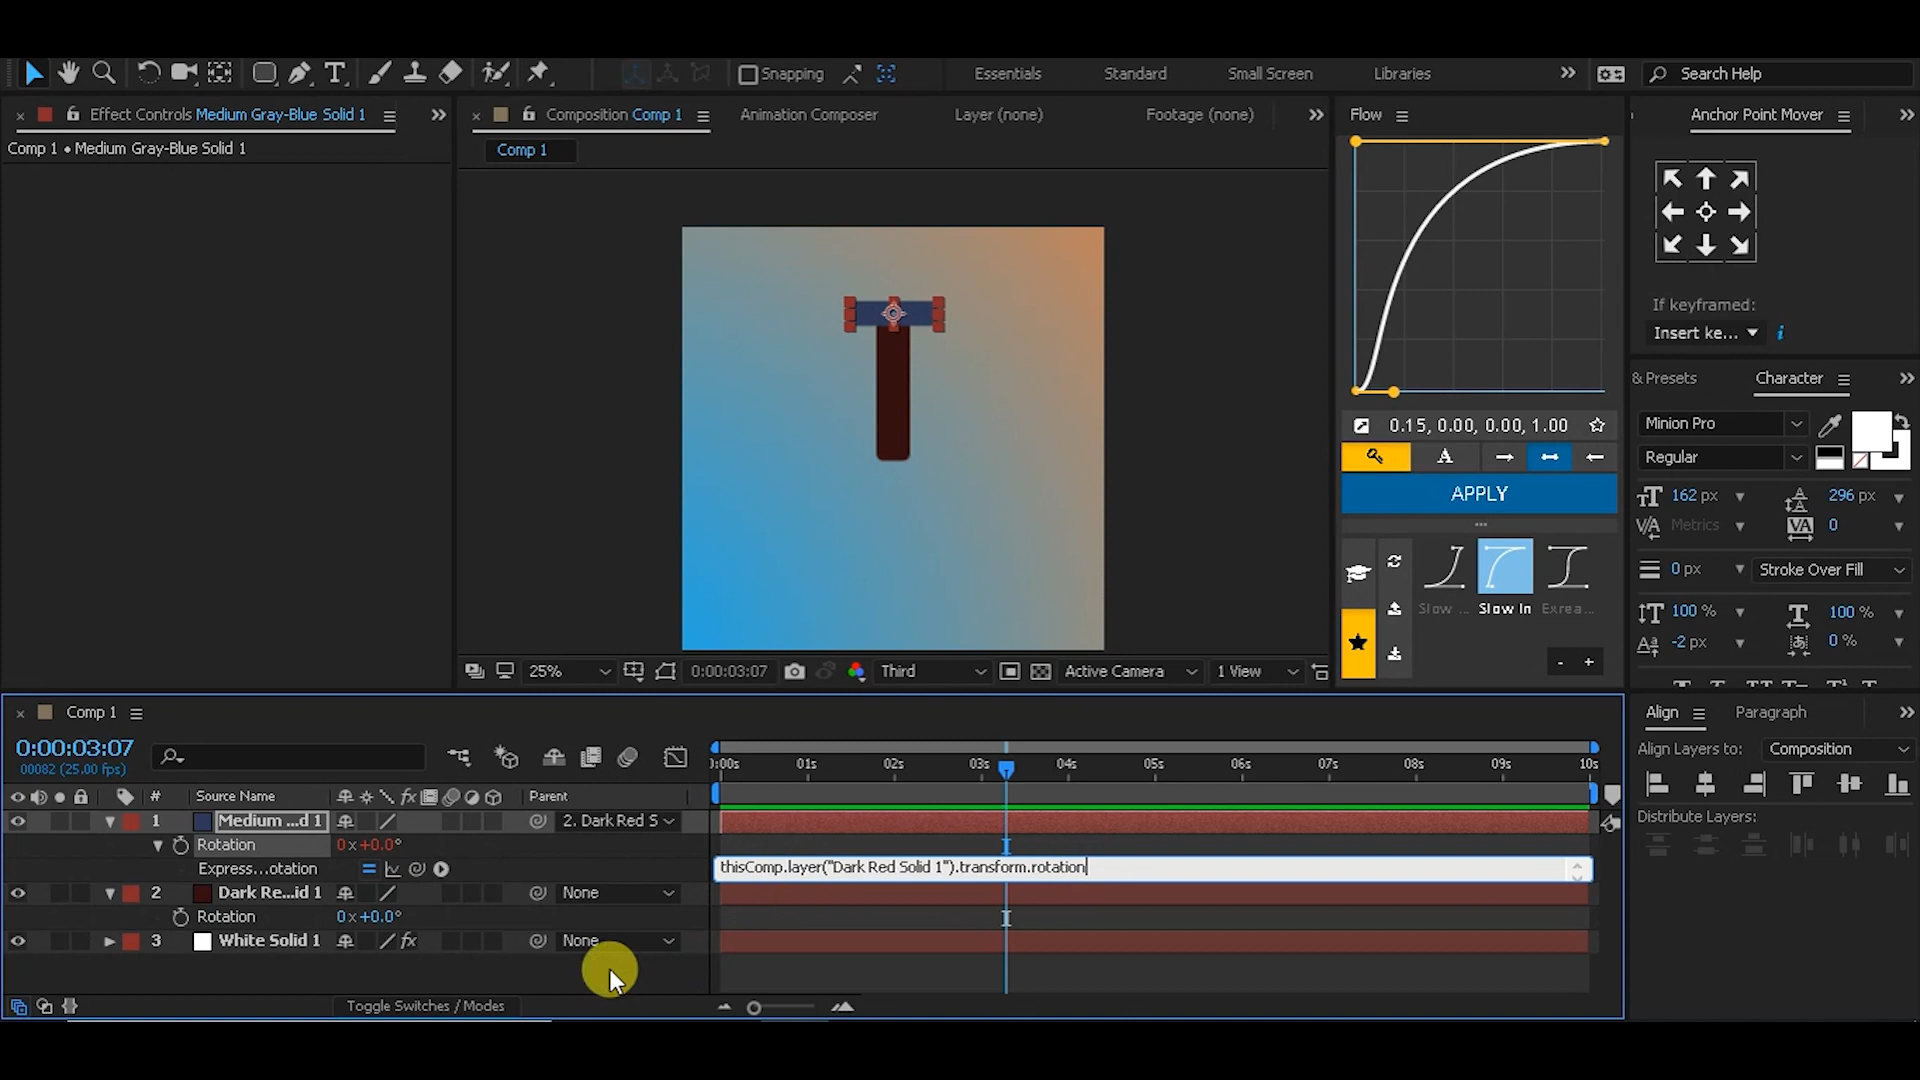 Snapping
Essentials
Standard
Small Screen
Libraries
Search Help
Effect Controls Medium Gray-Blue Solid 1
Composition Comp 1
Animation Composer
Layer (none)
Footage (none)
Flow
Anchor Point Mover
Comp 1 • Medium Gray-Blue Solid 1
Comp 1
If keyframed:
Insert ke...
& Presets
Character
Minion Pro
Regular
0.15, 0.00, 0.00, 1.00
A
APPLY
162 px
296 px
Metrics
0
0 px
Stroke Over Fill
100 %
100 %
-2 px
0 %
Slow ...
Slow In
Exrea...
25%
0:00:03:07
Third
Active Camera
1 View
Comp 1
Align
Paragraph
0:00:03:07
00082 (25.00 fps)
Align Layers to:
Composition
):00s
01s
02s
03s
04s
05s
06s
07s
08s
09s
10s
#
Source Name
Parent
Distribute Layers:
1
Medium ...d 1
2. Dark Red S
Rotation
0x+0.0°
Express...otation
thisComp.layer("Dark Red Solid 1").transform.rotation
2
Dark Re...id 1
None
Rotation
0x+0.0°
3
White Solid 1
None
Toggle Switches / Modes